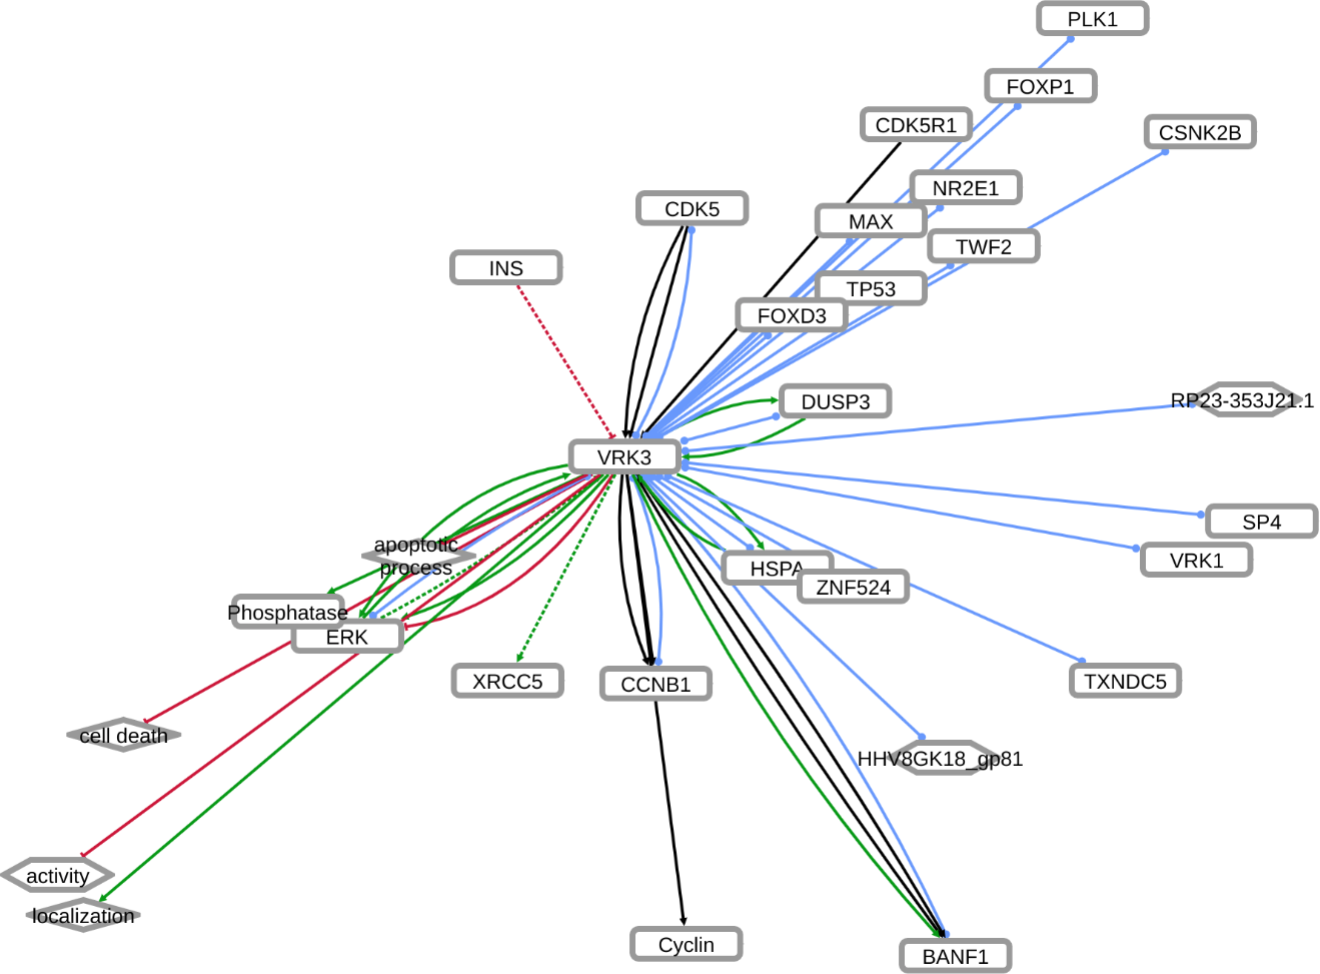 PLK1
FOXP1
CDK5R1
CSNK2B
NR2E1
CDK5
MAX
TWF2
INS
TP53
FOXD3
DUSP3
RP23-353J21.1
VRK3
SP4
apoptotic
process
VRK1
HSPA
ZNF524
Phosphatase
ERK
XRCC5
CCNB1
TXNDC5
cell death
HHV8GK18_gp81
activity
localization
Cyclin
BANF1